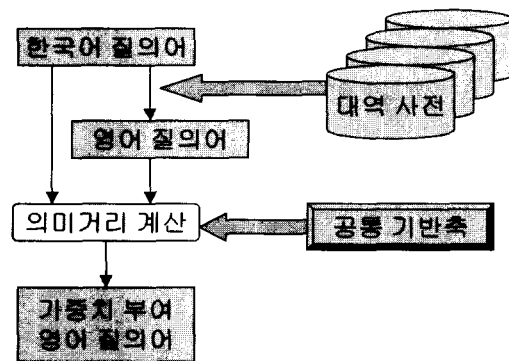 한국어 질의어
대역 사전
영어 질의어
의미거리 계산
공통 기반축
가중치 부여
영어 질의어